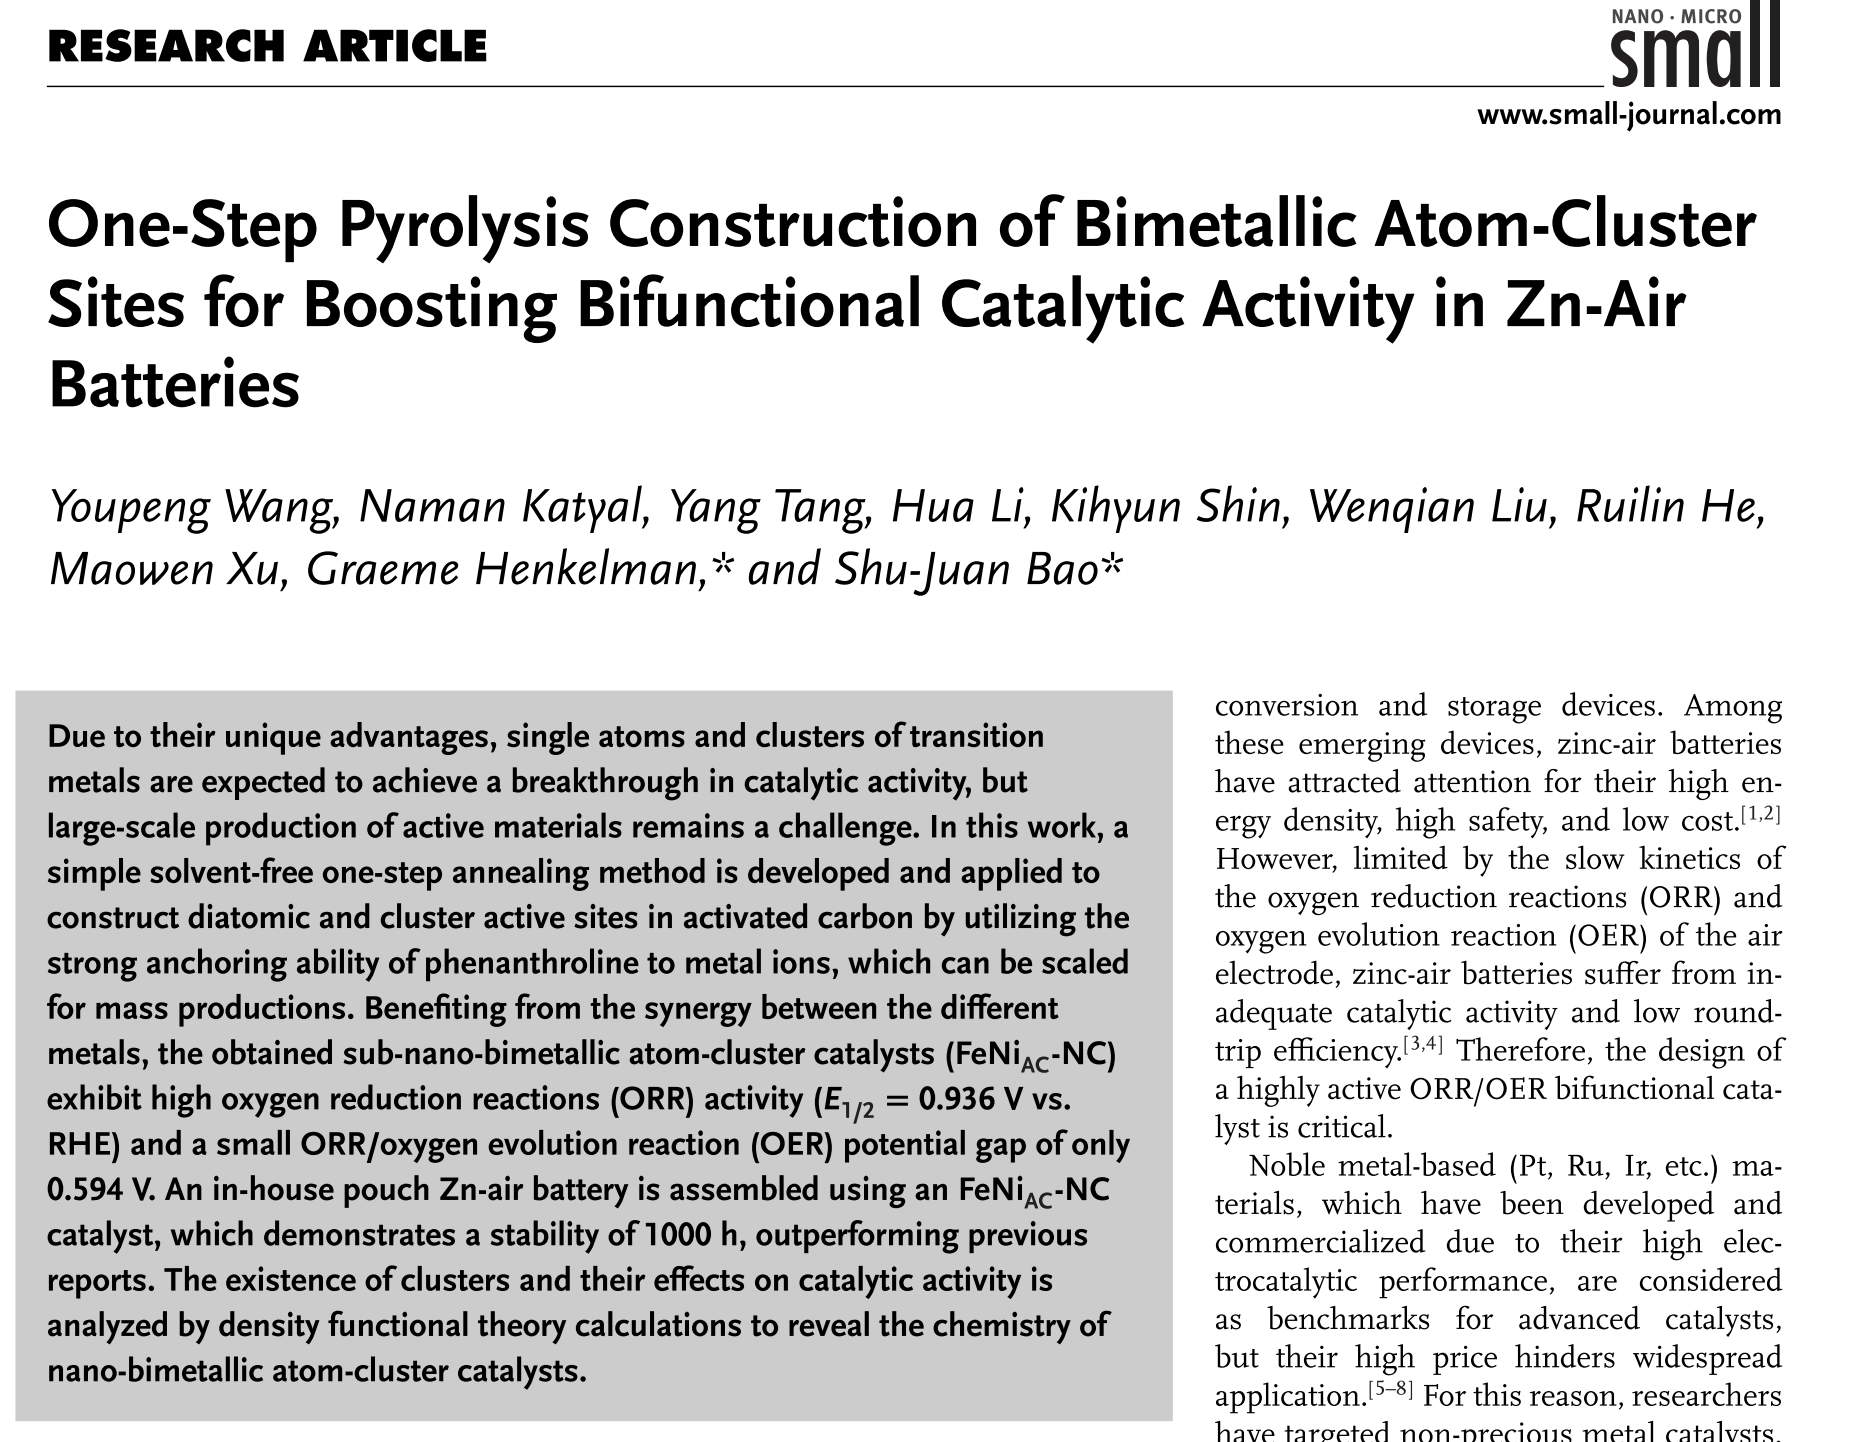 RESEARCH ARTICLE
NANO · MICRO
small
www.small-journal.com
One-Step Pyrolysis Construction of Bimetallic Atom-Cluster
Sites for Boosting Bifunctional Catalytic Activity in Zn-Air
Batteries
Youpeng Wang, Naman Katyal, Yang Tang, Hua Li, Kihyun Shin, Wenqian Liu, Ruilin He,
Maowen Xu, Graeme Henkelman,* and Shu-Juan Bao*
Due to their unique advantages, single atoms and clusters of transition
metals are expected to achieve a breakthrough in catalytic activity, but
large-scale production of active materials remains a challenge. In this work, a
simple solvent-free one-step annealing method is developed and applied to
construct diatomic and cluster active sites in activated carbon by utilizing the
strong anchoring ability of phenanthroline to metal ions, which can be scaled
for mass productions. Benefiting from the synergy between the different
metals, the obtained sub-nano-bimetallic atom-cluster catalysts (FeNiAC-NC)
exhibit high oxygen reduction reactions (ORR) activity (E1/2 = 0.936 V vs.
RHE) and a small ORR/oxygen evolution reaction (OER) potential gap of only
0.594 V. An in-house pouch Zn-air battery is assembled using an FeNiAC-NC
catalyst, which demonstrates a stability of 1000 h, outperforming previous
reports. The existence of clusters and their effects on catalytic activity is
analyzed by density functional theory calculations to reveal the chemistry of
nano-bimetallic atom-cluster catalysts.
conversion and storage devices. Among
these emerging devices, zinc-air batteries
have attracted attention for their high en-
ergy density, high safety, and low cost.[1,2]
However, limited by the slow kinetics of
the oxygen reduction reactions (ORR) and
oxygen evolution reaction (OER) of the air
electrode, zinc-air batteries suffer from in-
adequate catalytic activity and low round-
trip efficiency.[3,4] Therefore, the design of
a highly active ORR/OER bifunctional cata-
lyst is critical.
Noble metal-based (Pt, Ru, Ir, etc.) ma-
terials, which have been developed and
commercialized due to their high elec-
trocatalytic performance, are considered
as benchmarks for advanced catalysts,
but their high price hinders widespread
application.[5–8] For this reason, researchers
have targeted non-precious metal catalysts.